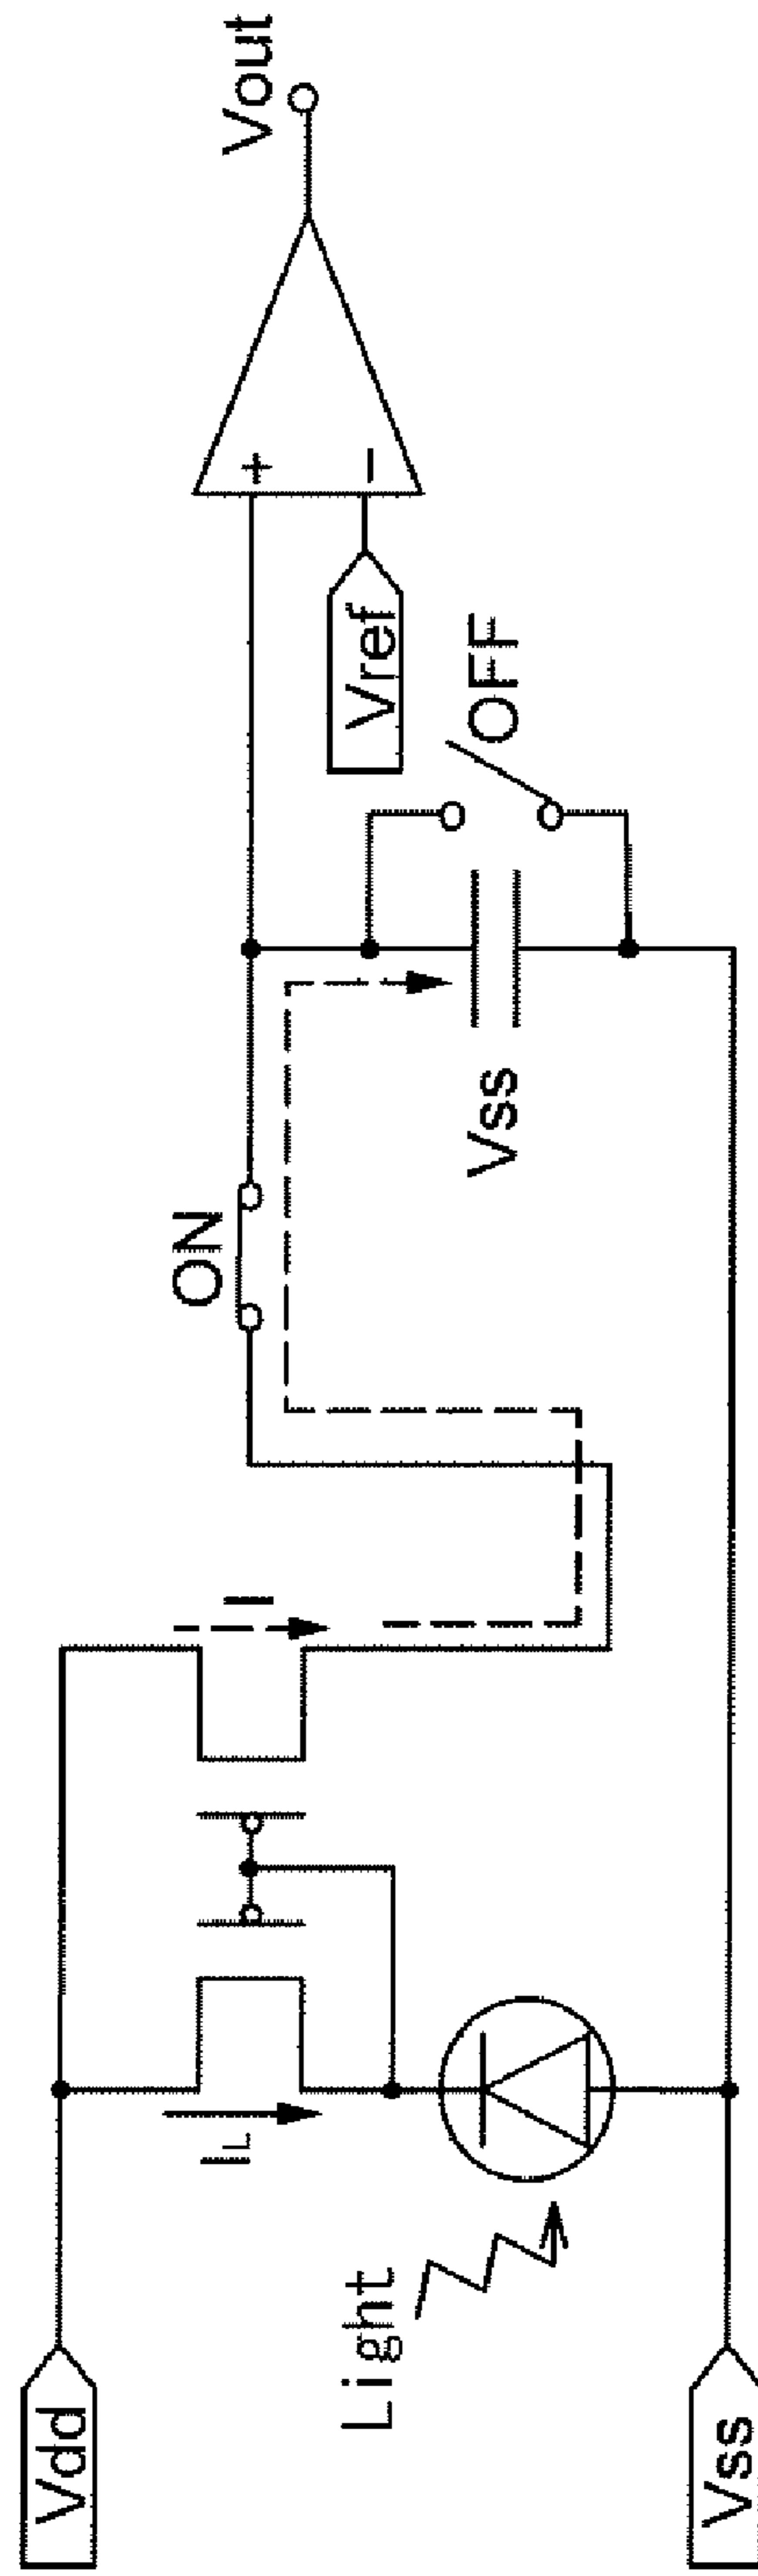 Vdd
Light
Vss
IL
I
ON
Vss
OFF
Vref
+
−
Vout